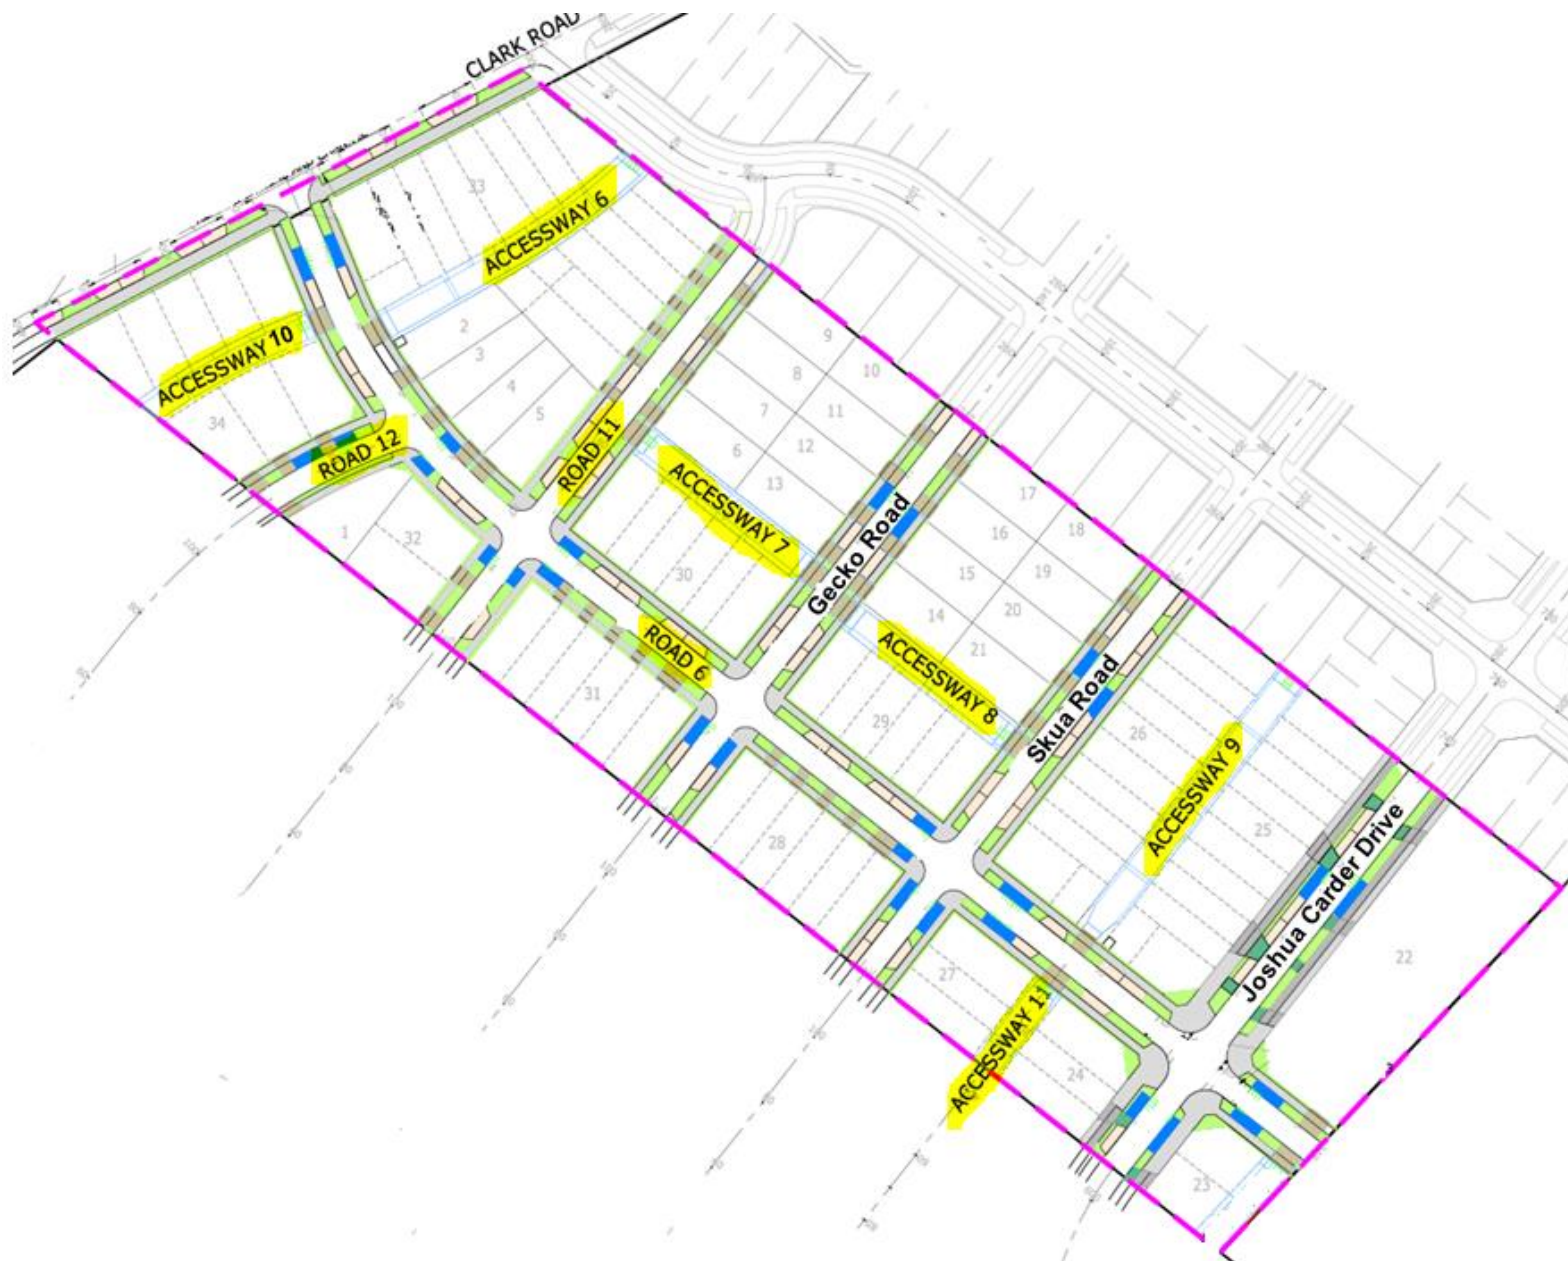 CLARK ROAD
33
ACCESSWAY 6
ACCESSWAY 10
34
2
3
4
5
ROAD 12
ROAD 11
9
10
8
11
7
12
6
13
ACCESSWAY 7
30
Gecko Road
1
32
17
18
16
19
15
20
14
21
ROAD 6
31
ACCESSWAY 8
29
Skua Road
26
ACCESSWAY 9
25
28
Joshua Carder Drive
22
27
ACCESSWAY 11
24
23